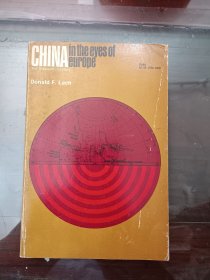 CHINA in the eyes of
europe
Donald F. Lach